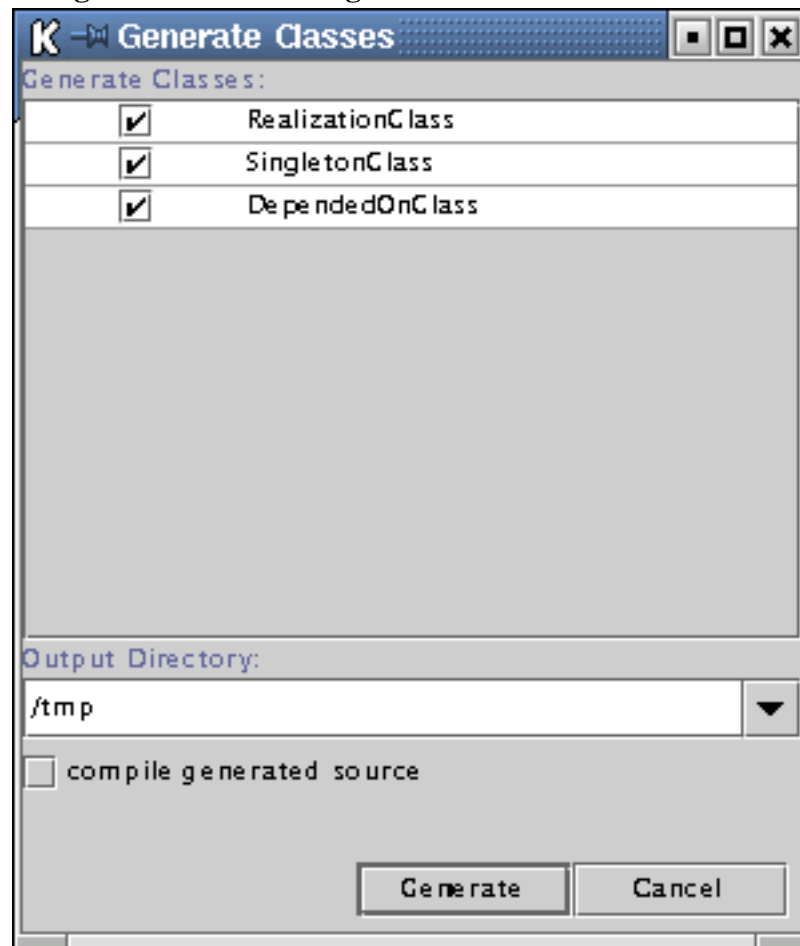 Generate Classes
Generate Classes:
RealizationClass
SingletonClass
DependedOnClass
Output Directory:
/tmp
compile generated source
Generate Cancel